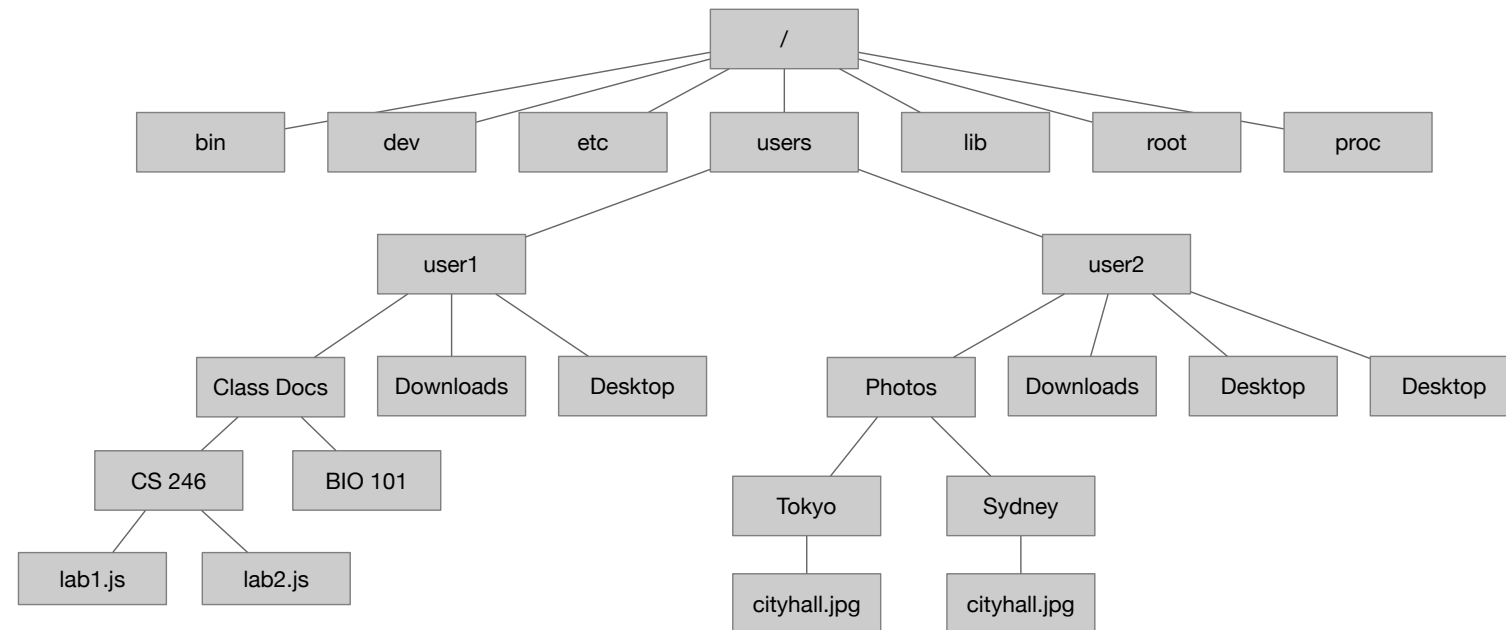 /
bin
dev
etc
users
lib
root
proc
user1
user2
Class Docs
Downloads
Desktop
Photos
Downloads
Desktop
Desktop
CS 246
BIO 101
Tokyo
Sydney
lab1.js
lab2.js
cityhall.jpg
cityhall.jpg